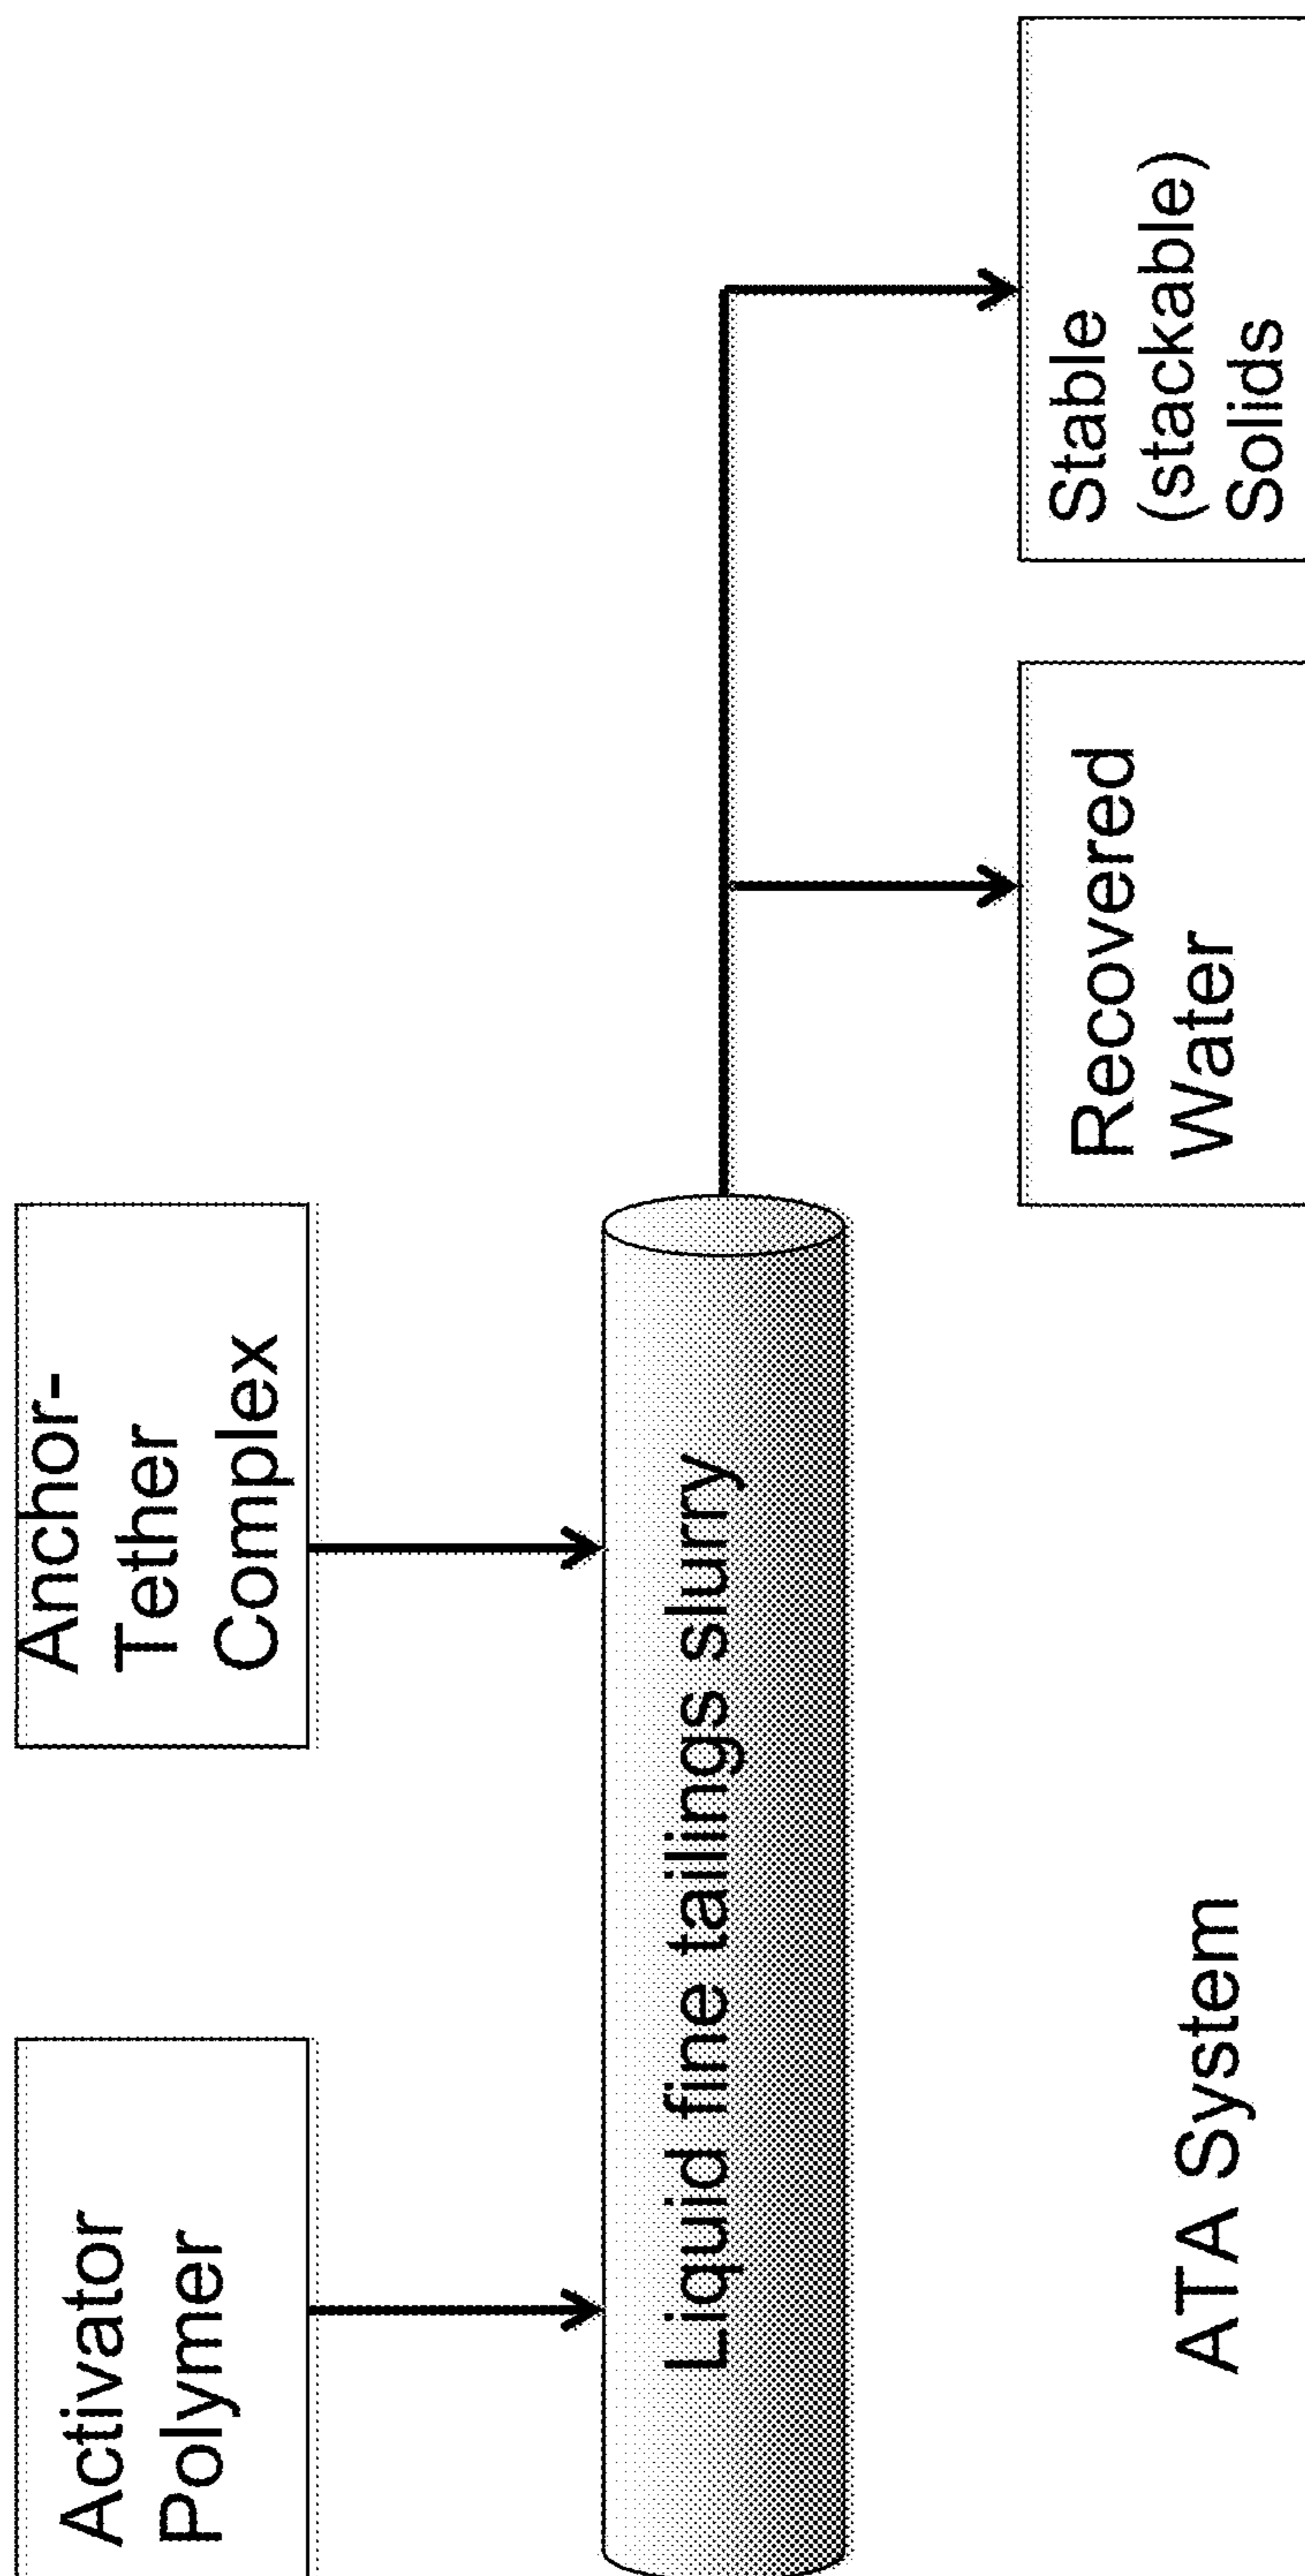 Activator
Polymer
Anchor-
Tether
Complex
Liquid fine tailings slurry
Recovered
Water
Stable
(stackable)
Solids
ATA System